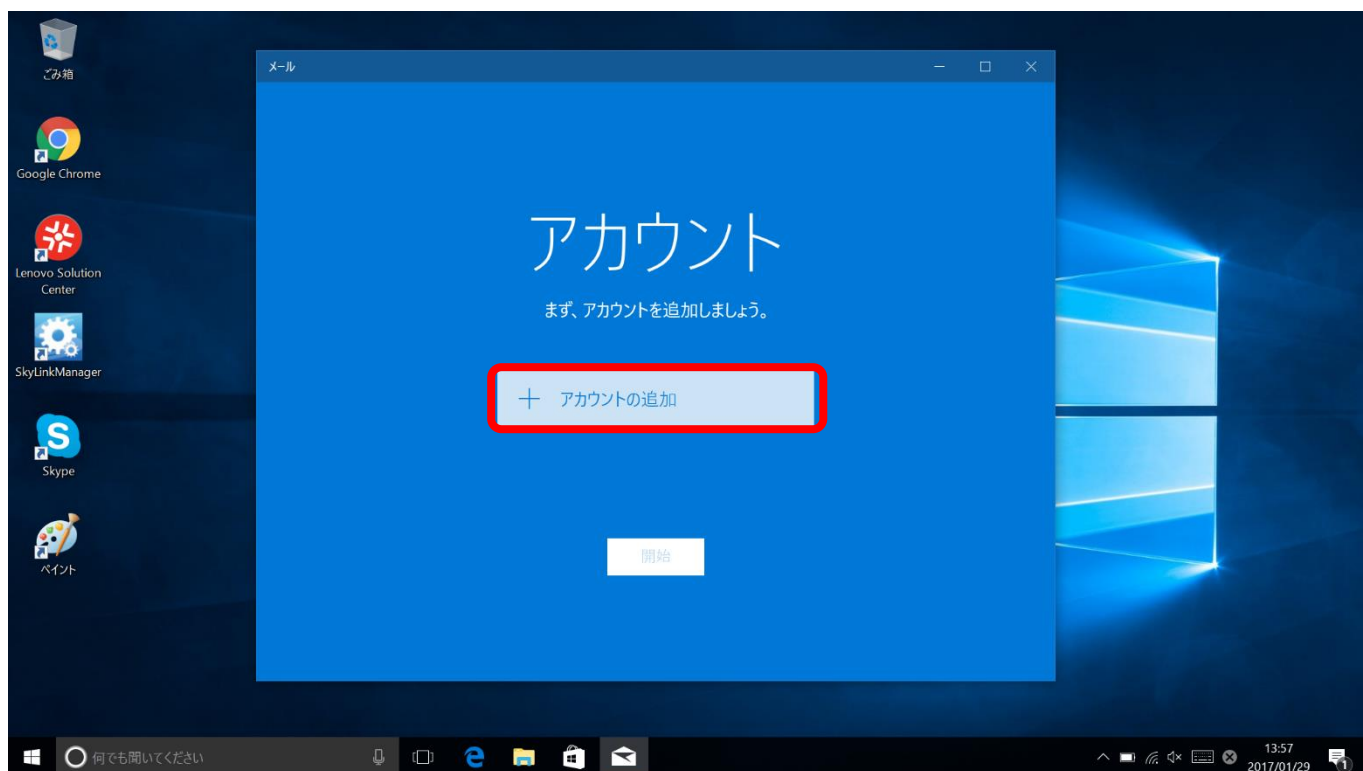 ごみ箱
Google Chrome
Lenovo Solution
Center
SkyLinkManager
Skype
ペイント
メール
アカウント
まず、アカウントを追加しましょう。
アカウントの追加
開始
何でも聞いてください
13:57
2017/01/29
1